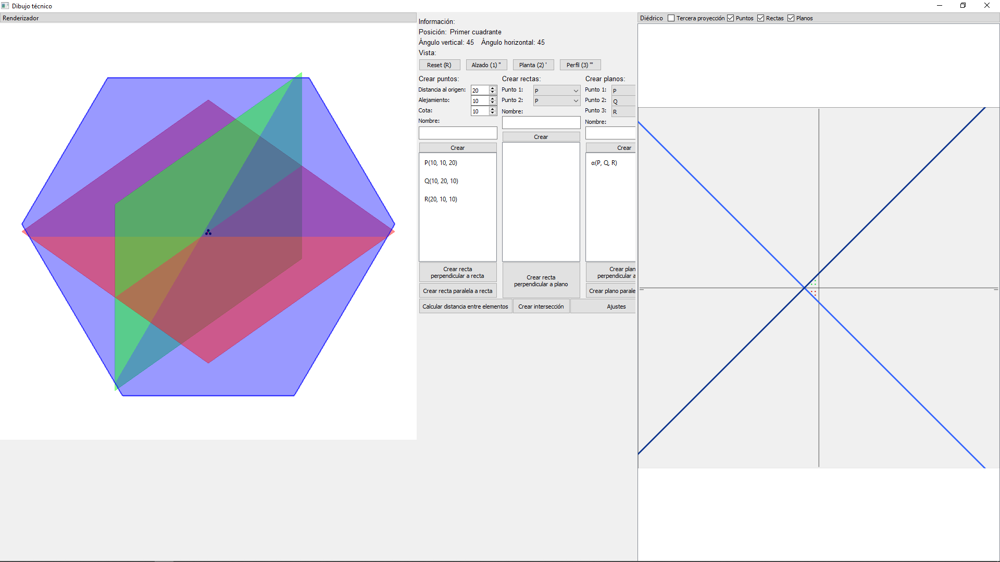 Dibujo técnico
Renderizador
Información:
Posición: Primer cuadrante
Ángulo vertical: 45 Ángulo horizontal: 45
Vista:
Reset (R) Alzado (1) '' Planta (2) ' Perfil (3) '''
Crear puntos: Crear rectas: Crear planos:
Distancia al origen: 20 Punto 1: P Punto 1: P
Alejamiento: 10 Punto 2: P Punto 2: Q
Cota: 10 Nombre: Punto 3: R
Nombre: Nombre:
Crear
Crear Crear
P(10, 10, 20) α(P, Q, R)
Q(10, 20, 10)
R(20, 10, 10)
Crear recta
perpendicular a recta
Crear recta paralela a recta
Crear recta
perpendicular a plano
Crear plan
perpendicular a
Crear plano parale
Calcular distancia entre elementos Crear intersección Ajustes
Diédrico Tercera proyección Puntos Rectas Planos